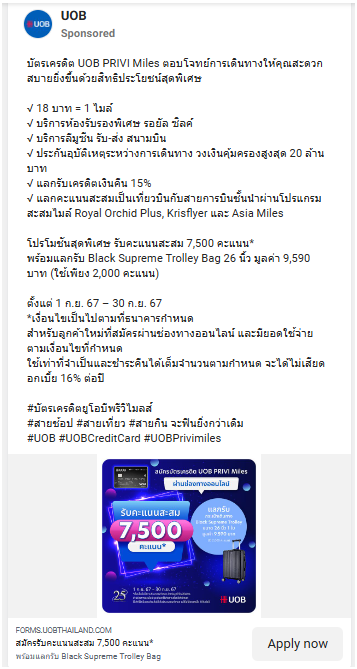 UOB
Sponsored
บัตรเครดิต UOB PRIVI Miles ตอบโจทย์การเดินทางให้คุณสะดวก
สบายยิ่งขึ้นด้วยสิทธิประโยชน์สุดพิเศษ
√ 18 บาท = 1 ไมล์
√ บริการห้องรับรองพิเศษ รอยัล ซิลค์
√ บริการลีมูซีน รับ-ส่ง สนามบิน
√ ประกันอุบัติเหตุระหว่างการเดินทาง วงเงินคุ้มครองสูงสุด 20 ล้าน
บาท
√ แลกรับเครดิตเงินคืน 15%
√ แลกคะแนนสะสมเป็นเที่ยวบินกับสายการบินชั้นนำผ่านโปรแกรม
สะสมไมล์ Royal Orchid Plus, Krisflyer และ Asia Miles
โปรโมชั่นสุดพิเศษ รับคะแนนสะสม 7,500 คะแนน*
พร้อมแลกรับ Black Supreme Trolley Bag 26 นิ้ว มูลค่า 9,590
บาท (ใช้เพียง 2,000 คะแนน)
ตั้งแต่ 1 ก.ย. 67 – 30 ก.ย. 67
*เงื่อนไขเป็นไปตามที่ธนาคารกำหนด
สำหรับลูกค้าใหม่ที่สมัครผ่านช่องทางออนไลน์ และมียอดใช้จ่าย
ตามเงื่อนไขที่กำหนด
ใช้เท่าที่จำเป็นและชำระคืนได้เต็มจำนวนตามกำหนด จะได้ไม่เสียด
อกเบี้ย 16% ต่อปี
#บัตรเครดิตยูโอบีพรีวิไมลส์
#สายช้อป #สายเที่ยว #สายกิน จะฟินยิ่งกว่าเดิม
#UOB #UOBCreditCard #UOBPrivimiles
สมัครบัตรเครดิต UOB PRIVI Miles
ผ่านช่องทางออนไลน์
รับคะแนนสะสม
7,500
คะแนน*
แลกรับ
Black Supreme Trolley
1 ก.ย. 67 - 30 ก.ย. 67
25
UOB
FORMS.UOBTHAILAND.COM
สมัครรับคะแนนสะสม 7,500 คะแนน*
พร้อมแลกรับ Black Supreme Trolley Bag
Apply now